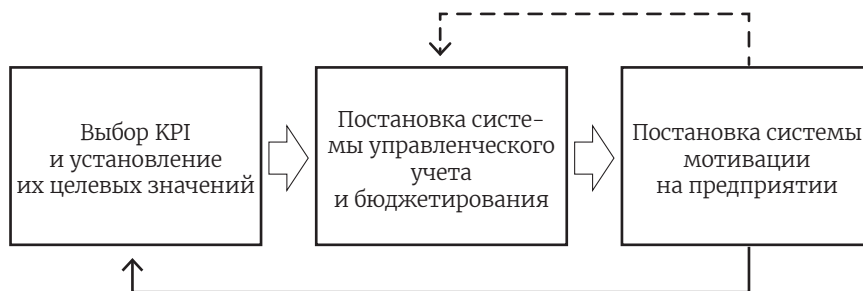 Выбор KPI
и установление
их целевых значений
Постановка систе-
мы управленческого
учета
и бюджетирования
Постановка системы
мотивации
на предприятии